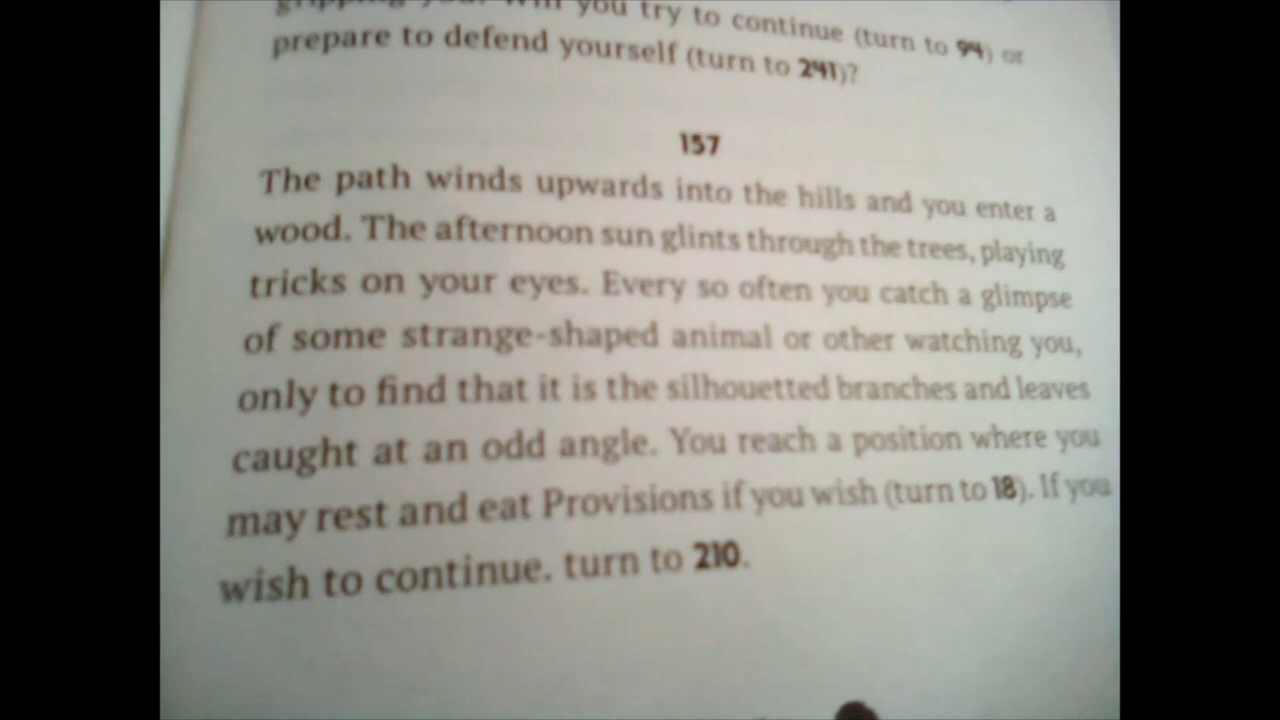 you try to continue (turn to 94) or
prepare to defend yourself (turn to 241)?
157
The path winds upwards into the hills and you enter a
wood. The afternoon sun glints through the trees, playing
tricks on your eyes. Every so often you catch a glimpse
of some strange-shaped animal or other watching you,
only to find that it is the silhouetted branches and leaves
caught at an odd angle. You reach a position where you
may rest and eat Provisions if you wish (turn to 18). If you
wish to continue. turn to 210.